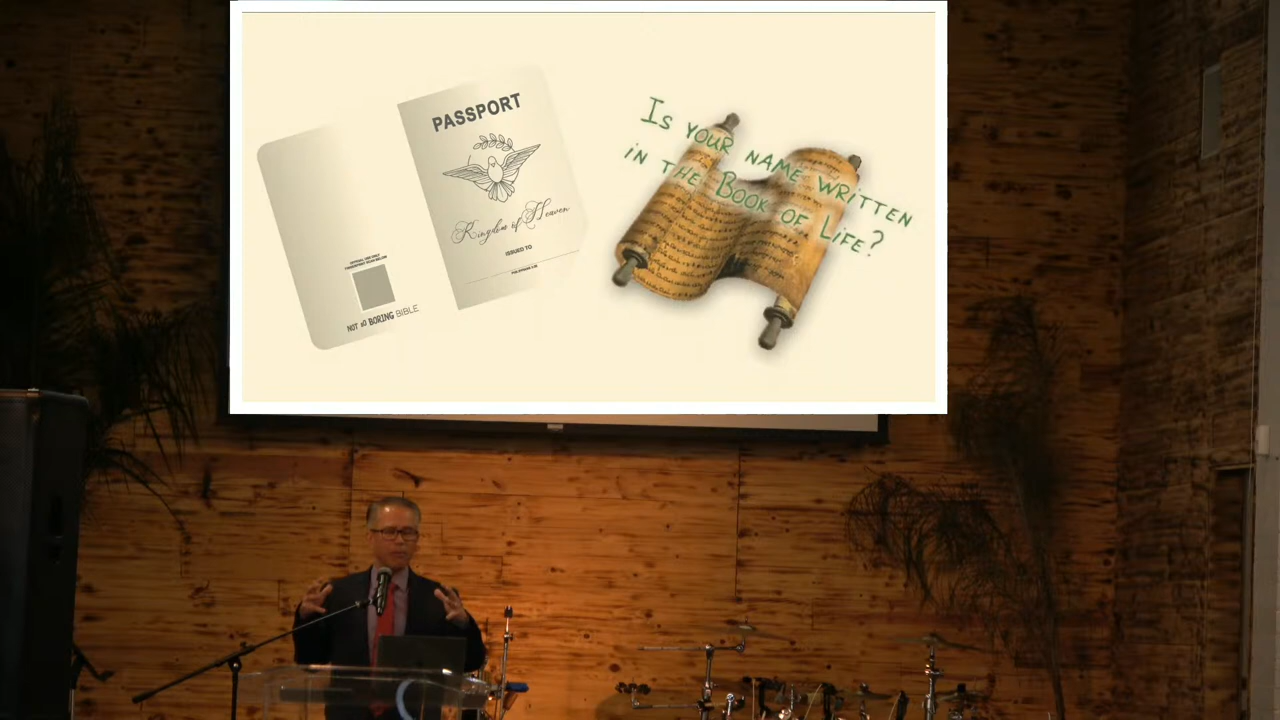 PASSPORT
Kingdom of Heaven
ISSUED TO
NOT SO BORING BIBLE
IS YOUR NAME WRITTEN
IN THE BOOK OF LIFE?